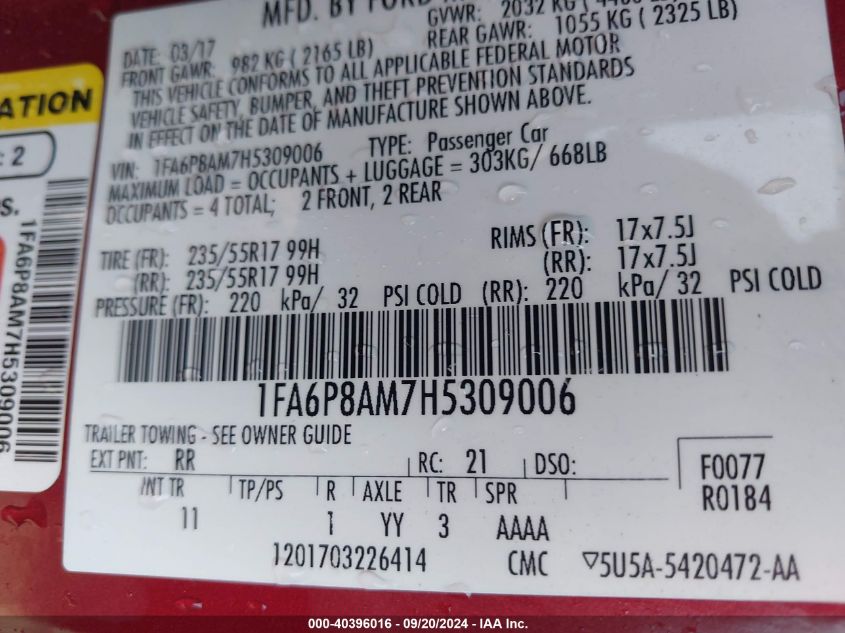 MFD. BY FORD
DATE: 03/17 GVWR: 2032 KG
FRONT GAWR: 982 KG ( 2165 LB) REAR GAWR: 1055 KG ( 2325 LB)
THIS VEHICLE CONFORMS TO ALL APPLICABLE FEDERAL MOTOR
VEHICLE SAFETY, BUMPER, AND THEFT PREVENTION STANDARDS
IN EFFECT ON THE DATE OF MANUFACTURE SHOWN ABOVE.
VIN: 1FA6P8AM7H5309006 TYPE: Passenger Car
MAXIMUM LOAD = OCCUPANTS + LUGGAGE = 303KG/ 668LB
OCCUPANTS = 4 TOTAL; 2 FRONT, 2 REAR
TIRE (FR): 235/55R17 99H RIMS (FR): 17x7.5J
(RR): 235/55R17 99H (RR): 17x7.5J
PRESSURE (FR): 220 kPa/ 32 PSI COLD (RR): 220 kPa/ 32 PSI COLD
1FA6P8AM7H5309006
TRAILER TOWING - SEE OWNER GUIDE
EXT PNT: RR RC: 21 DSO: F0077
INT TR TP/PS R AXLE TR SPR R0184
11 1 YY 3 AAAA
1201703226414 CMC ▽5U5A-5420472-AA
ATION
: 2
S.
1FA6P8AM7H5309006
000-40396016 - 09/20/2024 - IAA Inc.